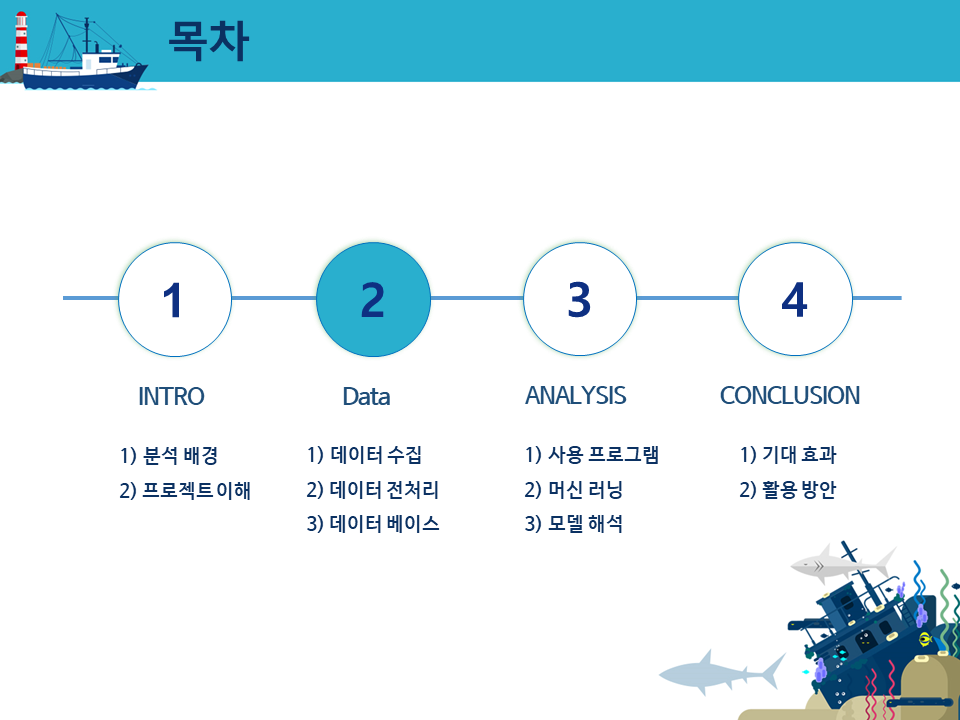 목차
1
2
3
4
INTRO
Data
ANALYSIS
CONCLUSION
1) 분석 배경
2) 프로젝트 이해
1) 데이터 수집
2) 데이터 전처리
3) 데이터 베이스
1) 사용 프로그램
2) 머신 러닝
3) 모델 해석
1) 기대 효과
2) 활용 방안